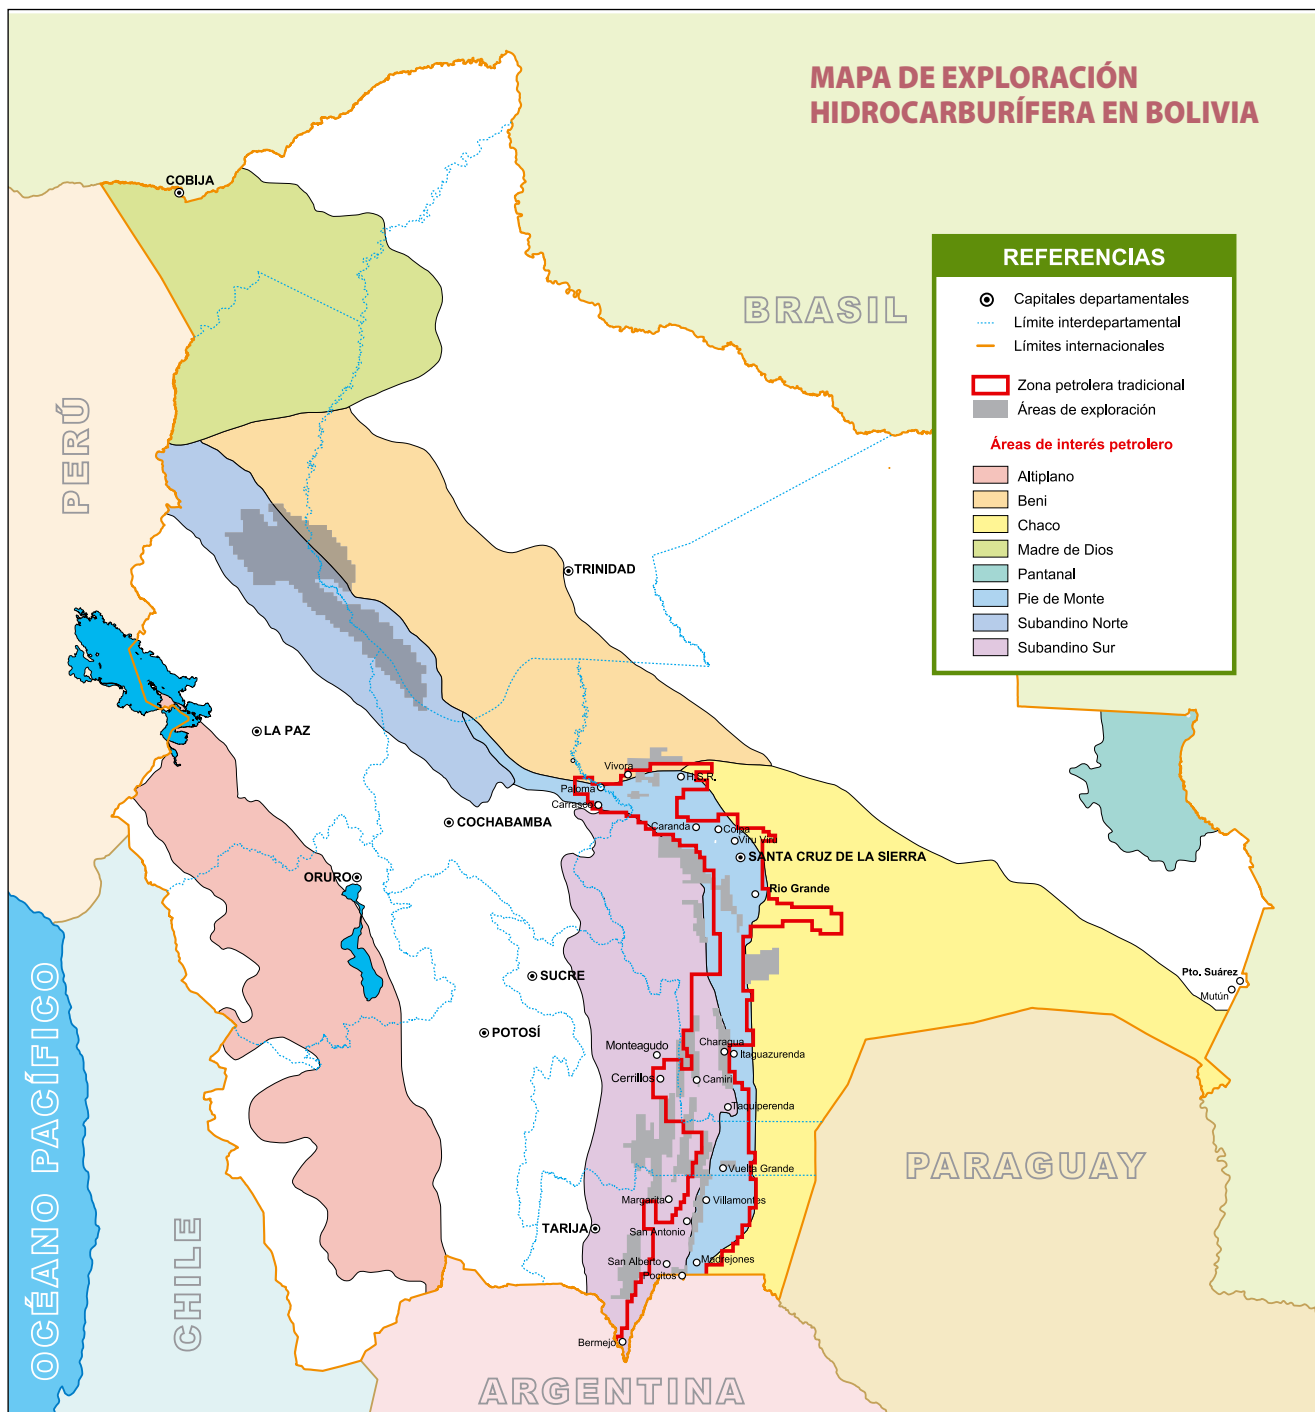 MAPA DE EXPLORACIÓN
HIDROCARBURÍFERA EN BOLIVIA
COBIJA
REFERENCIAS
Capitales departamentales
Límite interdepartamental
Límites internacionales
Zona petrolera tradicional
Áreas de exploración
Áreas de interés petrolero
Altiplano
Beni
Chaco
Madre de Dios
Pantanal
Pie de Monte
Subandino Norte
Subandino Sur
BRASIL
PERÚ
TRINIDAD
LA PAZ
Vivora
H.S.R.
Paloma
Carrasco
COCHABAMBA
Caranda
Colpa
Viru Viru
SANTA CRUZ DE LA SIERRA
ORURO
Rio Grande
SUCRE
Pto. Suárez
Mutún
POTOSÍ
Monteagudo
Charagua
Itaguazurenda
Cerrillos
Camiri
Taquiperenda
OCÉANO PACÍFICO
PARAGUAY
Vuelta Grande
Margarita
Villamontes
TARIJA
San Antonio
CHILE
San Alberto
Madrejones
Pocitos
Bermejo
ARGENTINA